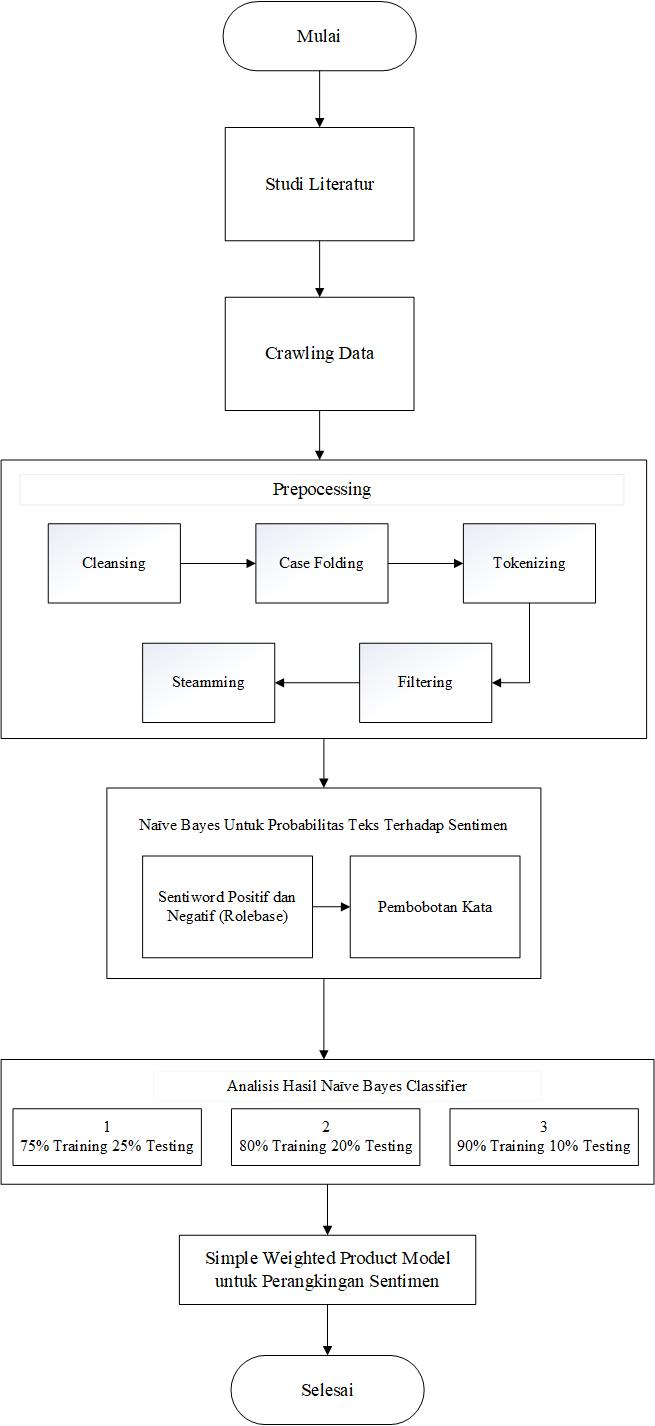 Mulai
Studi Literatur
Crawling Data
Prepocessing
Cleansing
Case Folding
Tokenizing
Steamming
Filtering
Naïve Bayes Untuk Probabilitas Teks Terhadap Sentimen
Sentiword Positif dan
Negatif (Rolebase)
Pembobotan Kata
Analisis Hasil Naïve Bayes Classifier
1
75% Training 25% Testing
2
80% Training 20% Testing
3
90% Training 10% Testing
Simple Weighted Product Model
untuk Perangkingan Sentimen
Selesai